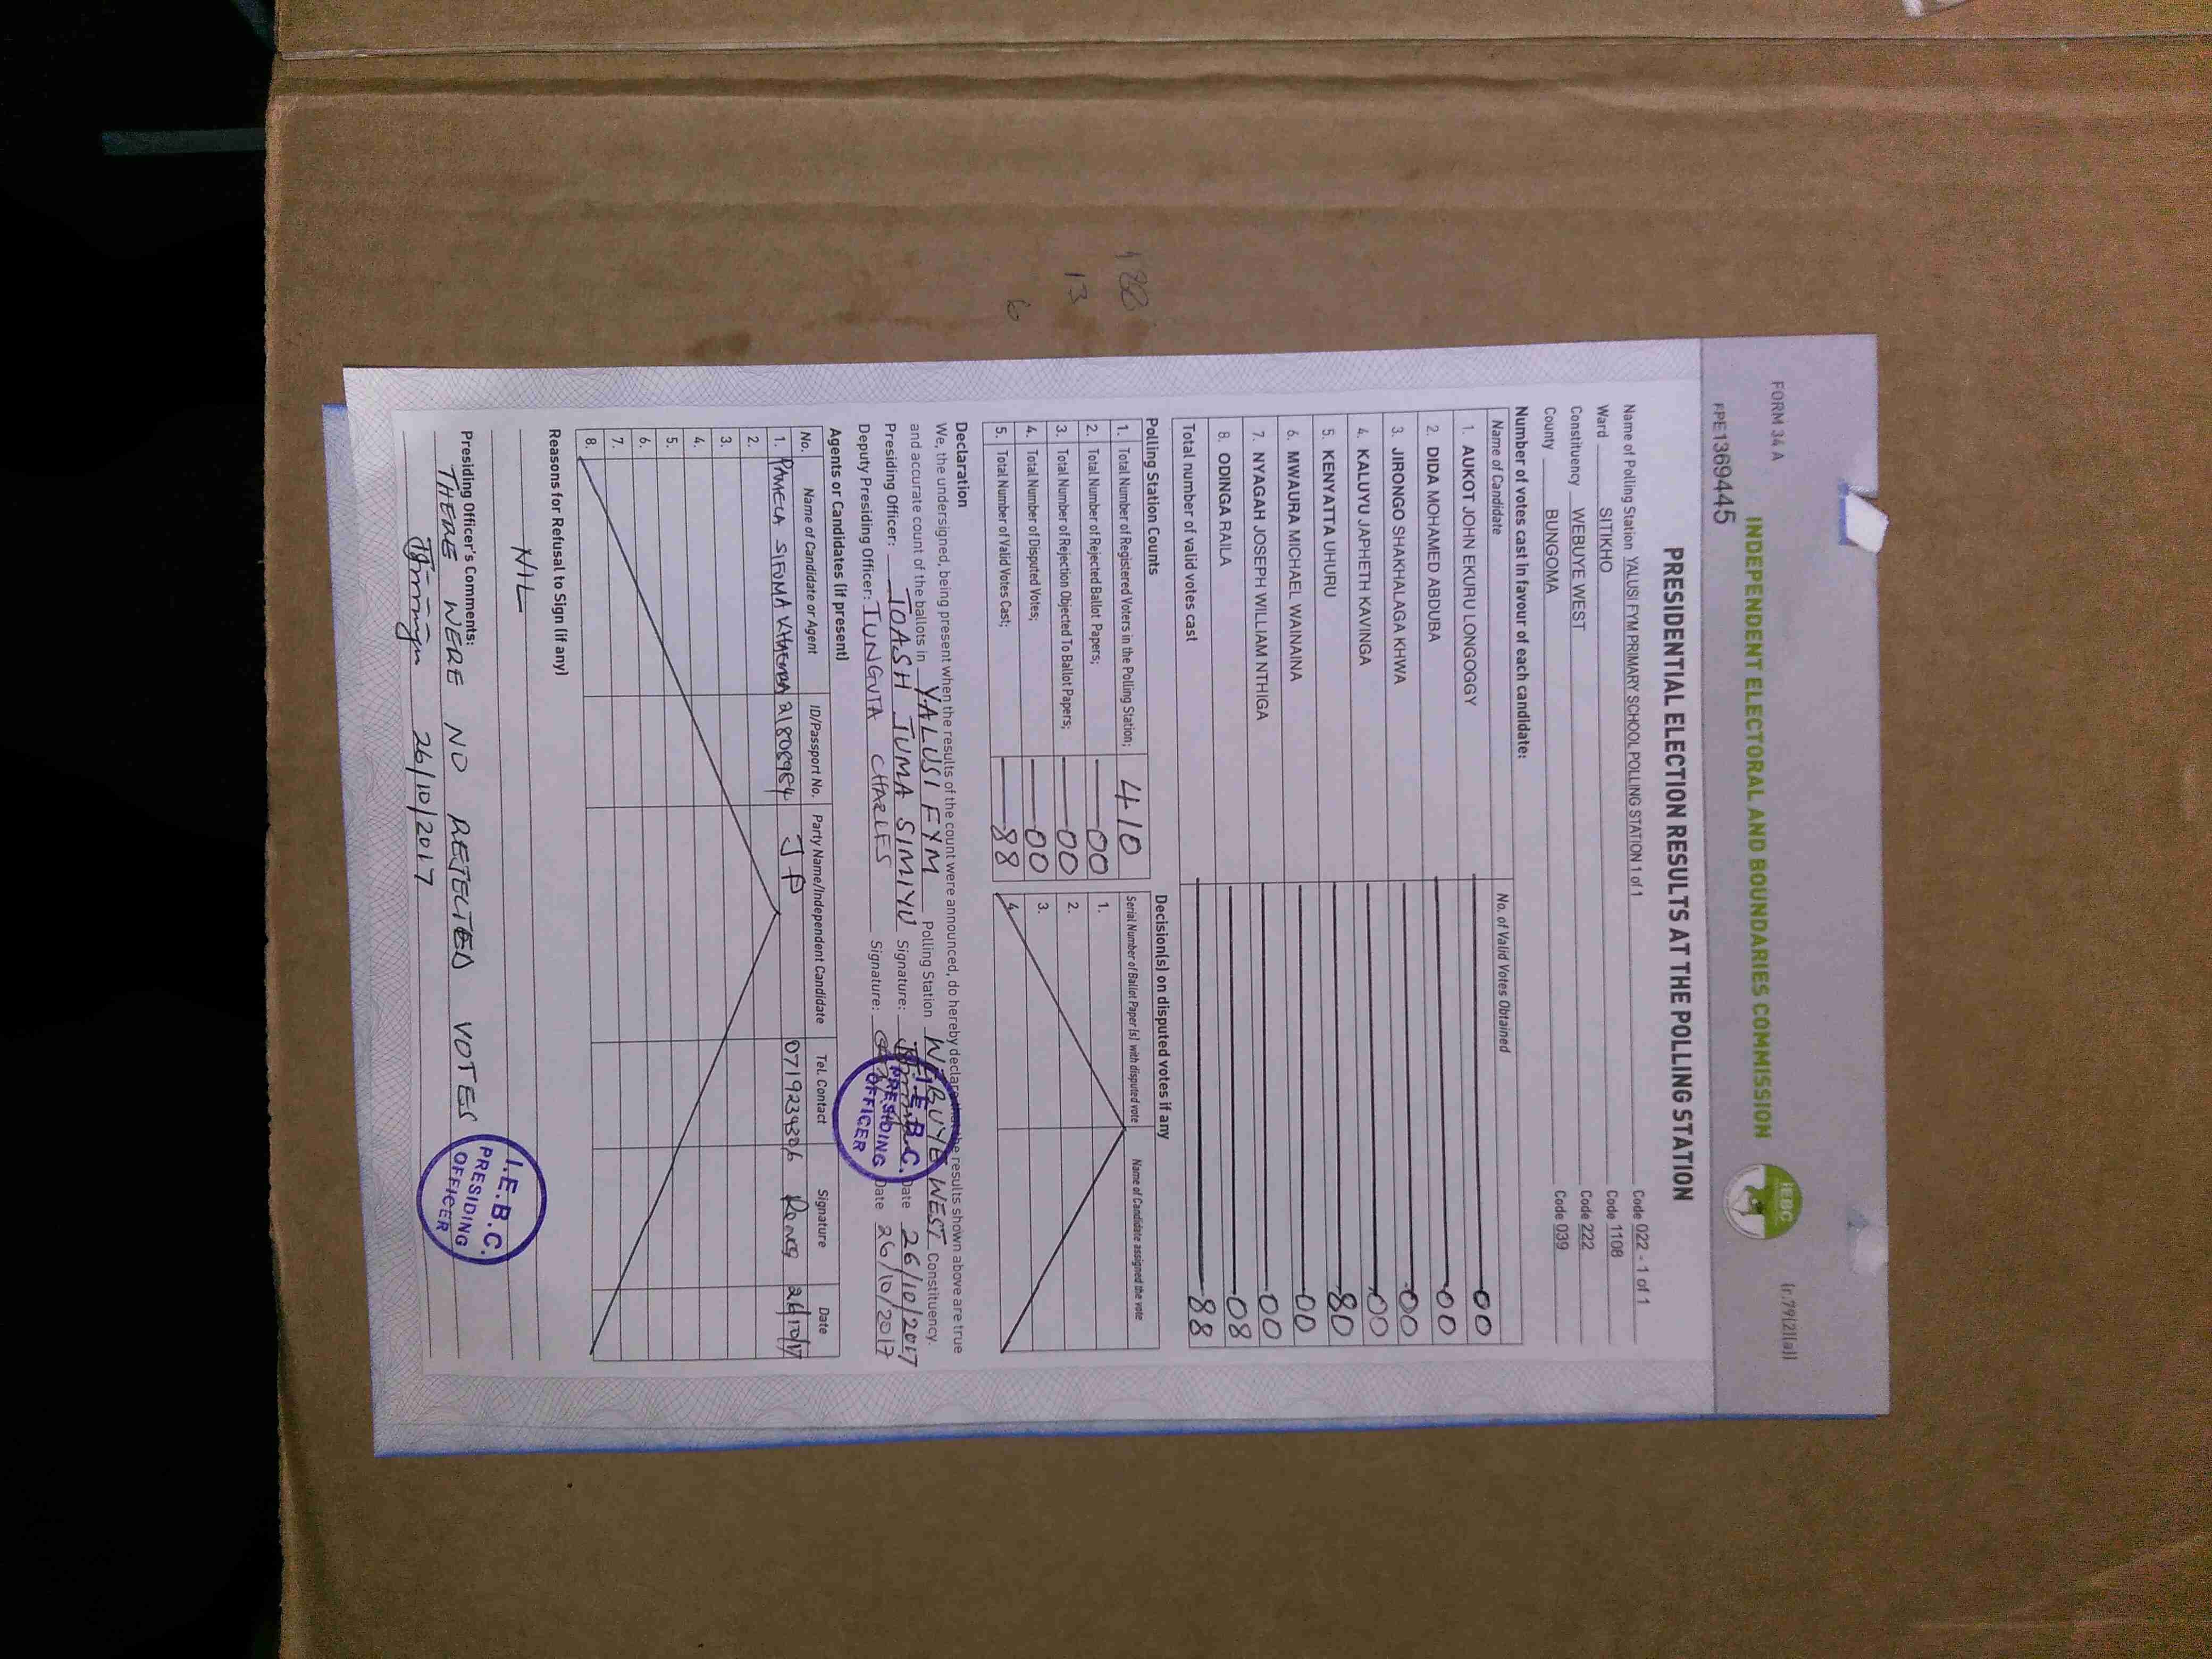 FORM 34 A
(r.79(2)(a))
INDEPENDENT ELECTORAL AND BOUNDARIES COMMISSION
IEBC
PPE1369445
PRESIDENTIAL ELECTION RESULTS AT THE POLLING STATION
Name of Polling Station YALUSI FYM PRIMARY SCHOOL POLLING STATION 1 of 1 Code 022 - 1 of 1
Ward SITIKHO Code 1108
Constituency WEBUYE WEST Code 222
County BUNGOMA Code 039
Number of votes cast in favour of each candidate:
Name of Candidate No. of Valid Votes Obtained
1. AUKOT JOHN EKURU LONGOGGY 00
2. DIDA MOHAMED ABDUBA 00
3. JIRONGO SHAKHALAGA KHWA 00
4. KALUYU JAPHETH KAVINGA 00
5. KENYATTA UHURU 80
6. MWAURA MICHAEL WAINAINA 00
7. NYAGAH JOSEPH WILLIAM NTHIGA 00
8. ODINGA RAILA 08
Total number of valid votes cast 88
Polling Station Counts
1. Total Number of Registered Voters in the Polling Station; 410
2. Total Number of Rejected Ballot Papers; 00
3. Total Number of Rejection Objected To Ballot Papers; 00
4. Total Number of Disputed Votes; 00
5. Total Number of Valid Votes Cast; 88
Decision(s) on disputed votes if any
Serial Number of Ballot Paper (s) with disputed vote Name of Candidate assigned the vote
1.
2.
3.
4.
Declaration
We, the undersigned, being present when the results of the count were announced, do hereby declare that the results shown above are true
and accurate count of the ballots in YALUSI FYM Polling Station WEBUYE WEST Constituency.
Presiding Officer: JOASH JUMA SIMIYU Signature: Date 26/10/2017
Deputy Presiding Officer: JUNGUTA CHARLES Signature: Date 26/10/2017
I.E.B.C.
PRESIDING
OFFICER
Agents or Candidates (if present)
No. Name of Candidate or Agent ID/Passport No. Party Name/Independent Candidate Tel. Contact Signature Date
1. PAMELA SIFUMA 21808984 JP 0719239306 26/10/17
2.
3.
4.
5.
6.
7.
8.
Reasons for Refusal to Sign (if any)
NIL
Presiding Officer's Comments:
THERE WERE NO REJECTED VOTES
26/10/2017
I.E.B.C.
PRESIDING
OFFICER
13
6